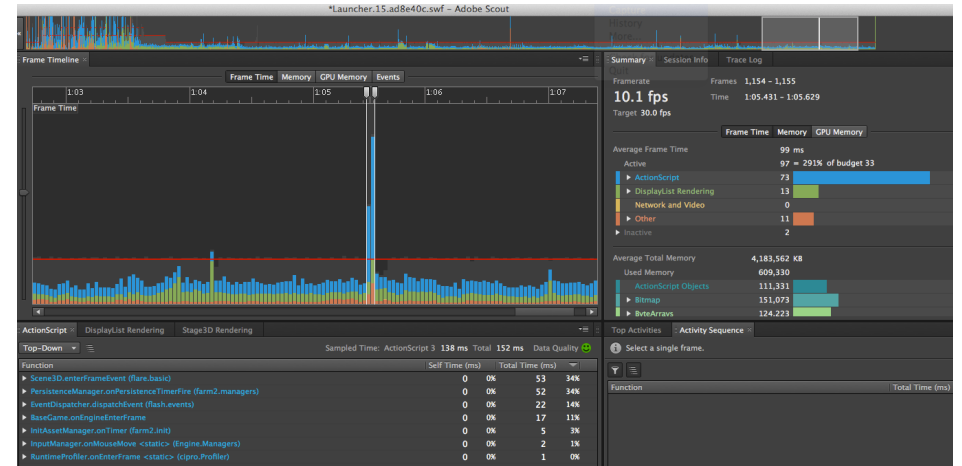 *Launcher.15.ad8e40c.swf – Adobe Scout
History
More...
Quit
Frame Timeline
Frame Time Memory GPU Memory Events
1:03 1:04 1:05 1:06 1:07
Frame Time
Summary Session Info Trace Log
Framerate Frames 1,154 – 1,155
10.1 fps Time 1:05.431 – 1:05.629
Target 30.0 fps
Frame Time Memory GPU Memory
Average Frame Time 99 ms
Active 97 = 291% of budget 33
ActionScript 73
DisplayList Rendering 13
Network and Video 0
Other 11
Inactive 2
Average Total Memory 4,183,562 KB
Used Memory 609,330
ActionScript Objects 111,331
Bitmap 151,073
ByteArrays 124,223
ActionScript DisplayList Rendering Stage3D Rendering
Top-Down Sampled Time: ActionScript 3 138 ms Total 152 ms Data Quality
Function Self Time (ms) Total Time (ms)
Scene3D.enterFrameEvent (flare.basic) 0 0% 53 34%
PersistenceManager.onPersistenceTimerFire (farm2.managers) 0 0% 52 34%
EventDispatcher.dispatchEvent (flash.events) 0 0% 22 14%
BaseGame.onEngineEnterFrame 0 0% 17 11%
InitAssetManager.onTimer (farm2.init) 0 0% 5 3%
InputManager.onMouseMove <static> (Engine.Managers) 0 0% 2 1%
RuntimeProfiler.onEnterFrame <static> (cipro.Profiler) 0 0% 1 0%
Top Activities Activity Sequence
Select a single frame.
Function Total Time (ms)